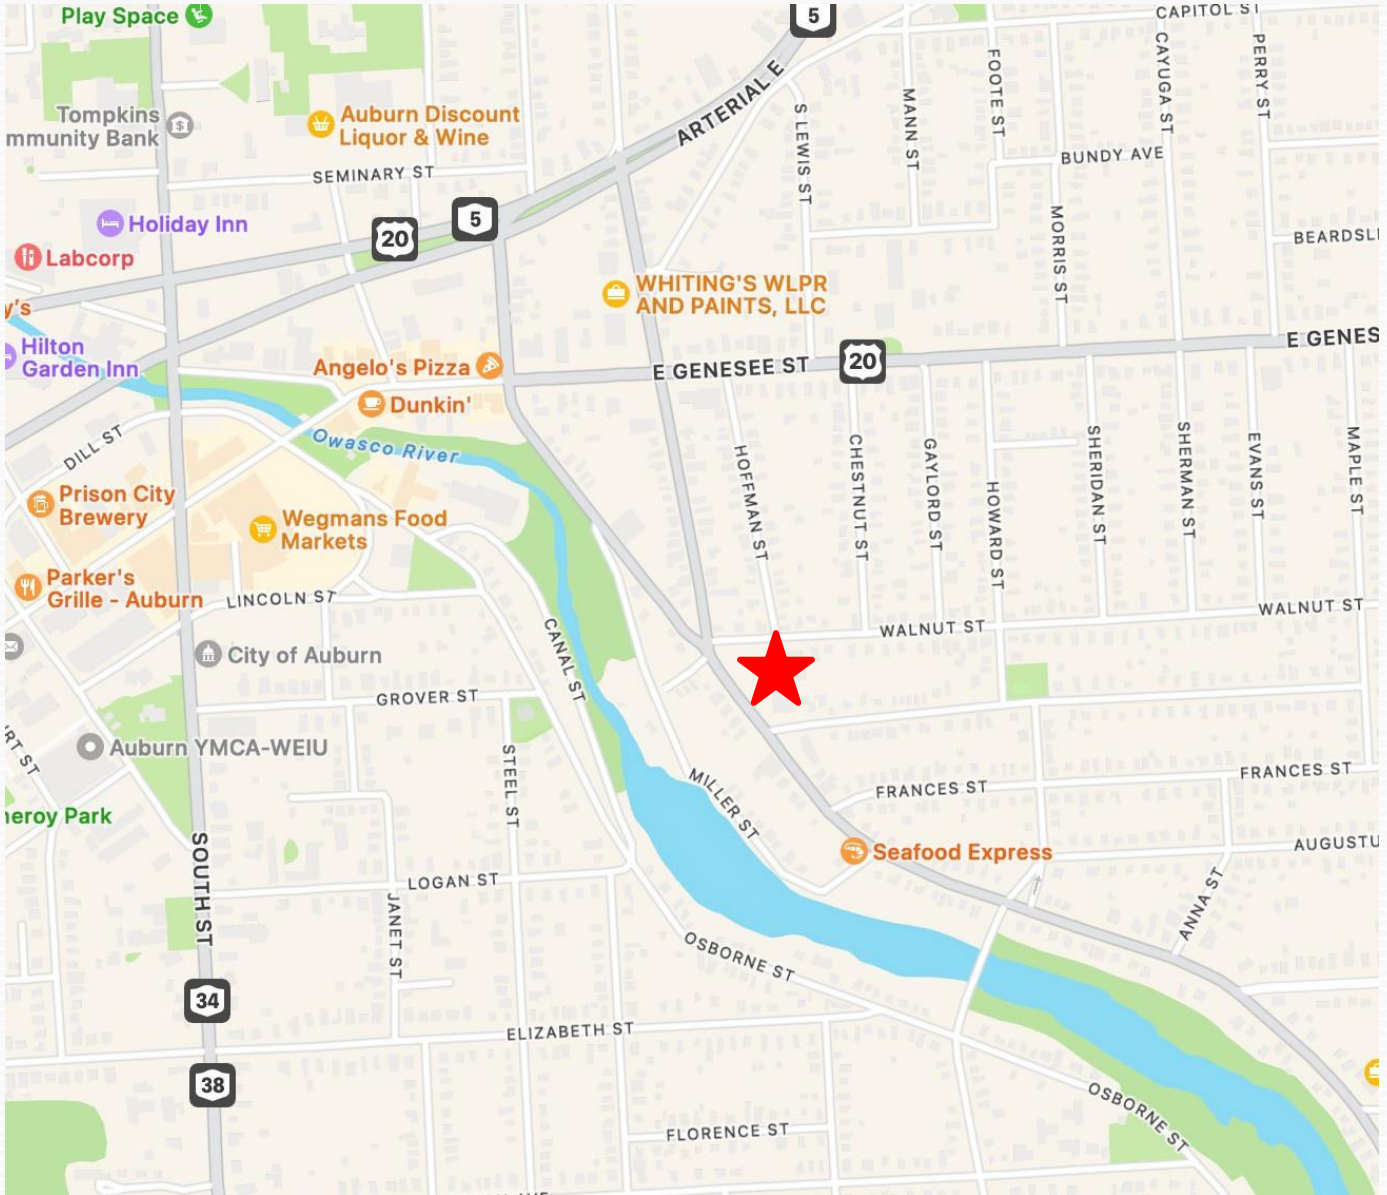 Play Space
5
CAPITOL ST
Tompkins
mmunity Bank
Auburn Discount
Liquor & Wine
ARTERIAL E
S LEWIS ST
MANN ST
FOOTE ST
CAYUGA ST
PERRY ST
SEMINARY ST
BUNDY AVE
Holiday Inn
20
5
MORRIS ST
BEARDSL
Labcorp
WHITING'S WLPR
AND PAINTS, LLC
y's
Hilton
Garden Inn
Angelo's Pizza
E GENESEE ST
20
E GENES
Dunkin'
DILL ST
Owasco River
HOFFMAN ST
CHESTNUT ST
GAYLORD ST
HOWARD ST
SHERIDAN ST
SHERMAN ST
EVANS ST
MAPLE ST
Prison City
Brewery
Wegmans Food
Markets
Parker's
Grille - Auburn
LINCOLN ST
WALNUT ST
WALNUT ST
City of Auburn
CANAL ST
GROVER ST
RT ST
Auburn YMCA-WEIU
STEEL ST
MILLER ST
FRANCES ST
FRANCES ST
eroy Park
SOUTH ST
Seafood Express
AUGUSTU
LOGAN ST
JANET ST
ANNA ST
OSBORNE ST
34
ELIZABETH ST
38
OSBORNE ST
FLORENCE ST